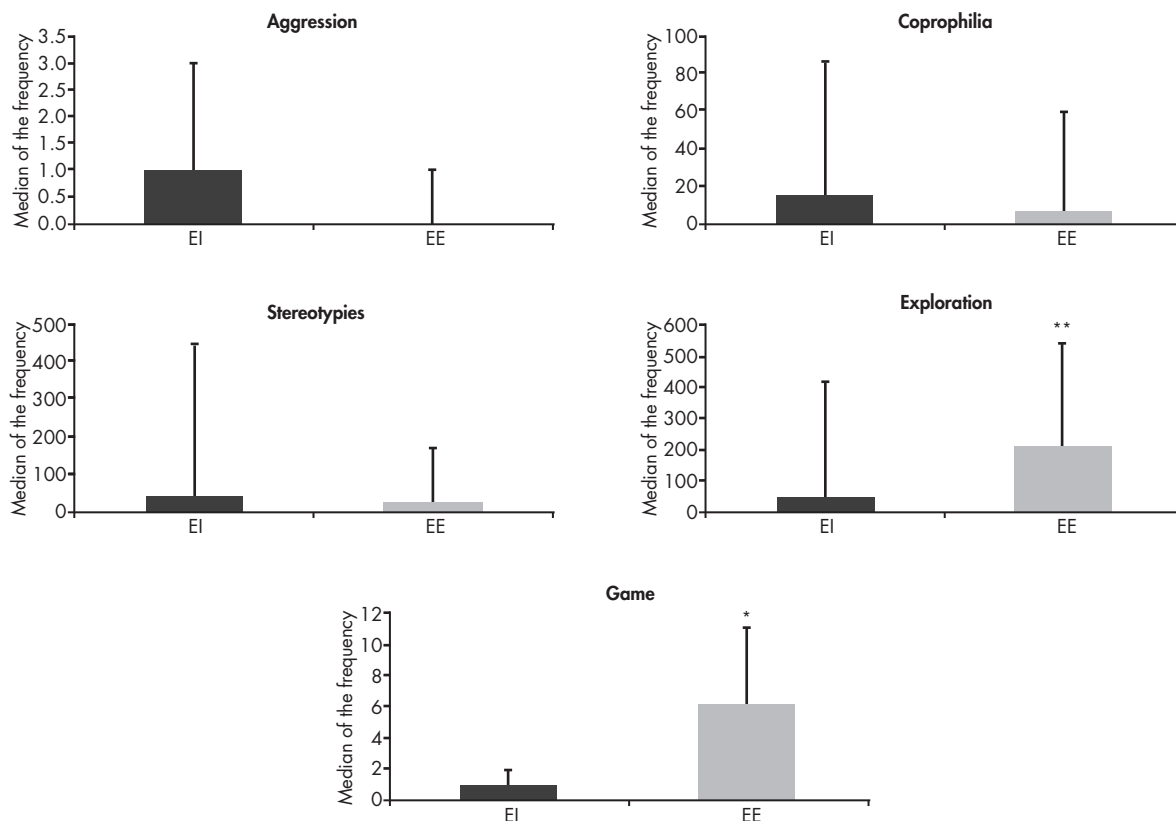 Aggression
Median of the frequency
3.5
3.0
2.5
2.0
1.5
1.0
0.5
0.0
EI
EE
Coprophilia
Median of the frequency
100
80
60
40
20
0
EI
EE
Stereotypies
Median of the frequency
500
400
300
200
100
0
EI
EE
Exploration
Median of the frequency
600
500
400
300
200
100
0
**
EI
EE
Game
Median of the frequency
12
10
8
6
4
2
0
*
EI
EE